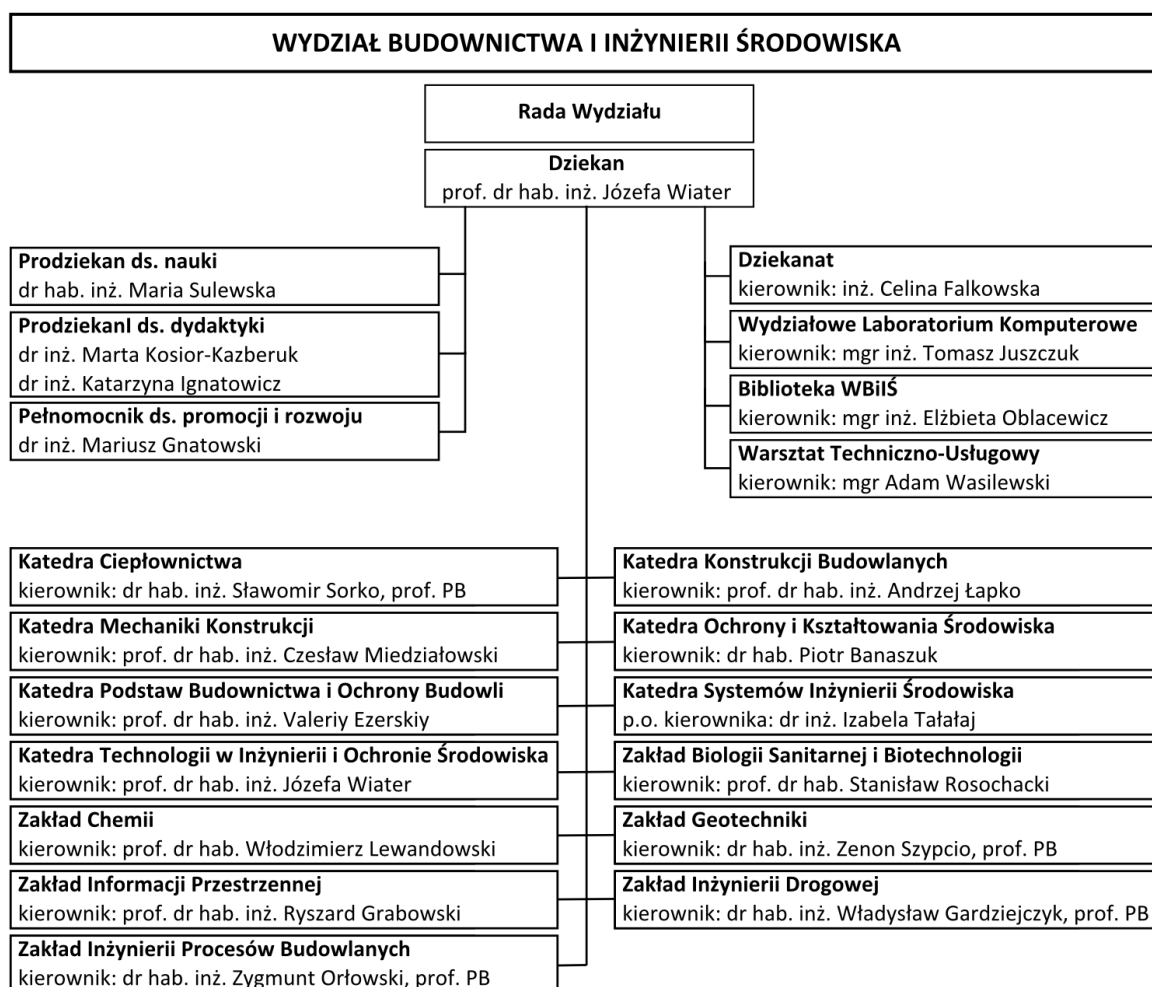 WYDZIAŁ BUDOWNICTWA I INŻYNIERII ŚRODOWISKA
Rada Wydziału
Dziekan
prof. dr hab. inż. Józefa Wiater
Prodziekan ds. nauki
dr hab. inż. Maria Sulewska
ProdziekanI ds. dydaktyki
dr inż. Marta Kosior-Kazberuk
dr inż. Katarzyna Ignatowicz
Pełnomocnik ds. promocji i rozwoju
dr inż. Mariusz Gnatowski
Dziekanat
kierownik: inż. Celina Falkowska
Wydziałowe Laboratorium Komputerowe
kierownik: mgr inż. Tomasz Juszczuk
Biblioteka WBiIŚ
kierownik: mgr inż. Elżbieta Oblacewicz
Warsztat Techniczno-Usługowy
kierownik: mgr Adam Wasilewski
Katedra Ciepłownictwa
kierownik: dr hab. inż. Sławomir Sorko, prof. PB
Katedra Konstrukcji Budowlanych
kierownik: prof. dr hab. inż. Andrzej Łapko
Katedra Mechaniki Konstrukcji
kierownik: prof. dr hab. inż. Czesław Miedziałowski
Katedra Ochrony i Kształtowania Środowiska
kierownik: dr hab. Piotr Banaszuk
Katedra Podstaw Budownictwa i Ochrony Budowli
kierownik: prof. dr hab. inż. Valeriy Ezerskiy
Katedra Systemów Inżynierii Środowiska
p.o. kierownika: dr inż. Izabela Tałałaj
Katedra Technologii w Inżynierii i Ochronie Środowiska
kierownik: prof. dr hab. inż. Józefa Wiater
Zakład Biologii Sanitarnej i Biotechnologii
kierownik: prof. dr hab. Stanisław Rosochacki
Zakład Chemii
kierownik: prof. dr hab. Włodzimierz Lewandowski
Zakład Geotechniki
kierownik: dr hab. inż. Zenon Szypcio, prof. PB
Zakład Informacji Przestrzennej
kierownik: prof. dr hab. inż. Ryszard Grabowski
Zakład Inżynierii Drogowej
kierownik: dr hab. inż. Władysław Gardziejczyk, prof. PB
Zakład Inżynierii Procesów Budowlanych
kierownik: dr hab. inż. Zygmunt Orłowski, prof. PB